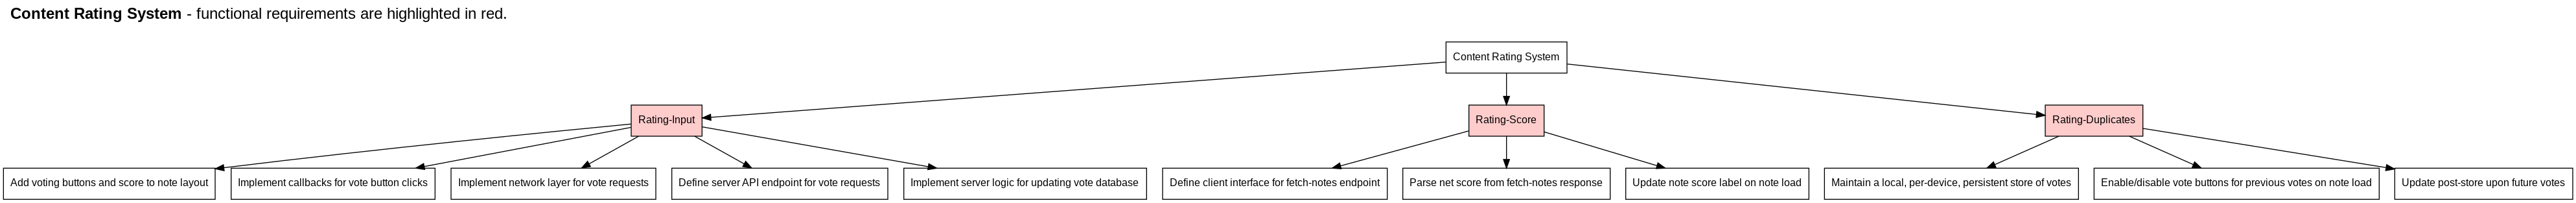 Content Rating System - functional requirements are highlighted in red.
Content Rating System
Rating-Input
Rating-Score
Rating-Duplicates
Add voting buttons and score to note layout
Implement callbacks for vote button clicks
Implement network layer for vote requests
Define server API endpoint for vote requests
Implement server logic for updating vote database
Define client interface for fetch-notes endpoint
Parse net score from fetch-notes response
Update note score label on note load
Maintain a local, per-device, persistent store of votes
Enable/disable vote buttons for previous votes on note load
Update post-store upon future votes